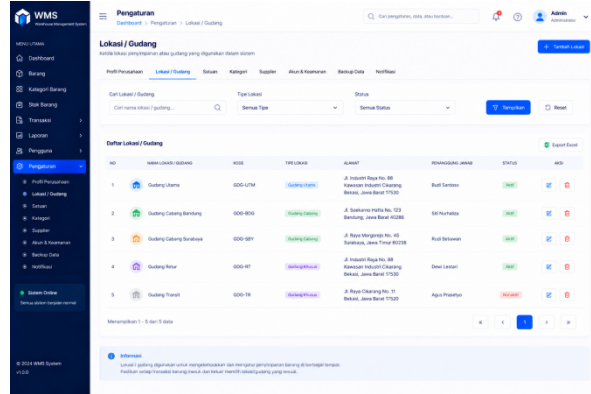 WMS
Warehouse Management System
MENU UTAMA
Dashboard
Barang
Kategori Barang
Stok Barang
Transaksi
Laporan
Pengguna
Pengaturan
Profil Perusahaan
Lokasi / Gudang
Satuan
Kategori
Supplier
Akun & Keamanan
Backup Data
Notifikasi
Sistem Online
Semua sistem berjalan normal
© 2024 WMS System
v1.0.0
Pengaturan
Dashboard > Pengaturan > Lokasi / Gudang
Cari pengaturan, data, atau bantuan...
Admin
Administrator
Lokasi / Gudang
Kelola lokasi penyimpanan atau gudang yang digunakan dalam sistem
+ Tambah Lokasi
Profil Perusahaan Lokasi / Gudang Satuan Kategori Supplier Akun & Keamanan Backup Data Notifikasi
Cari Lokasi / Gudang Tipe Lokasi Status
Cari nama lokasi / gudang... Semua Tipe Semua Status Tampilkan Reset
Daftar Lokasi / Gudang Export Excel
NO NAMA LOKASI / GUDANG KODE TIPE LOKASI ALAMAT PENANGGUNG JAWAB STATUS AKSI
1 Gudang Utama GDG-UTM Gudang Utama Jl. Industri Raya No. 88 Kawasan Industri Cikarang Bekasi, Jawa Barat 17530 Budi Santoso Aktif
2 Gudang Cabang Bandung GDG-BDG Gudang Cabang Jl. Soekarno Hatta No. 123 Bandung, Jawa Barat 40286 Siti Nurhaliza Aktif
3 Gudang Cabang Surabaya GDG-SBY Gudang Cabang Jl. Raya Margorejo No. 45 Surabaya, Jawa Timur 60238 Rudi Setiawan Aktif
4 Gudang Retur GDG-RT Gudang Khusus Jl. Industri Raya No. 88 Kawasan Industri Cikarang Bekasi, Jawa Barat 17530 Dewi Lestari Aktif
5 Gudang Transit GDG-TR Gudang Khusus Jl. Raya Cikarang No. 11 Bekasi, Jawa Barat 17520 Agus Prasetyo Nonaktif
Menampilkan 1 - 5 dari 5 data
« ‹ 1 › »
Informasi
Lokasi / gudang digunakan untuk mengelompokkan dan mengatur penyimpanan barang di berbagai tempat.
Pastikan setiap transaksi barang masuk dan keluar memilih lokasi/gudang yang sesuai.